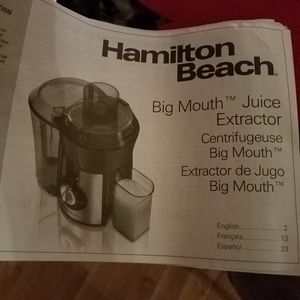 TION
Hamilton
Beach®
Big Mouth™ Juice
Extractor
Centrifugeuse
Big Mouth™
Extractor de Jugo
Big Mouth™
English .................... 2
Français .................. 13
Español ................... 23